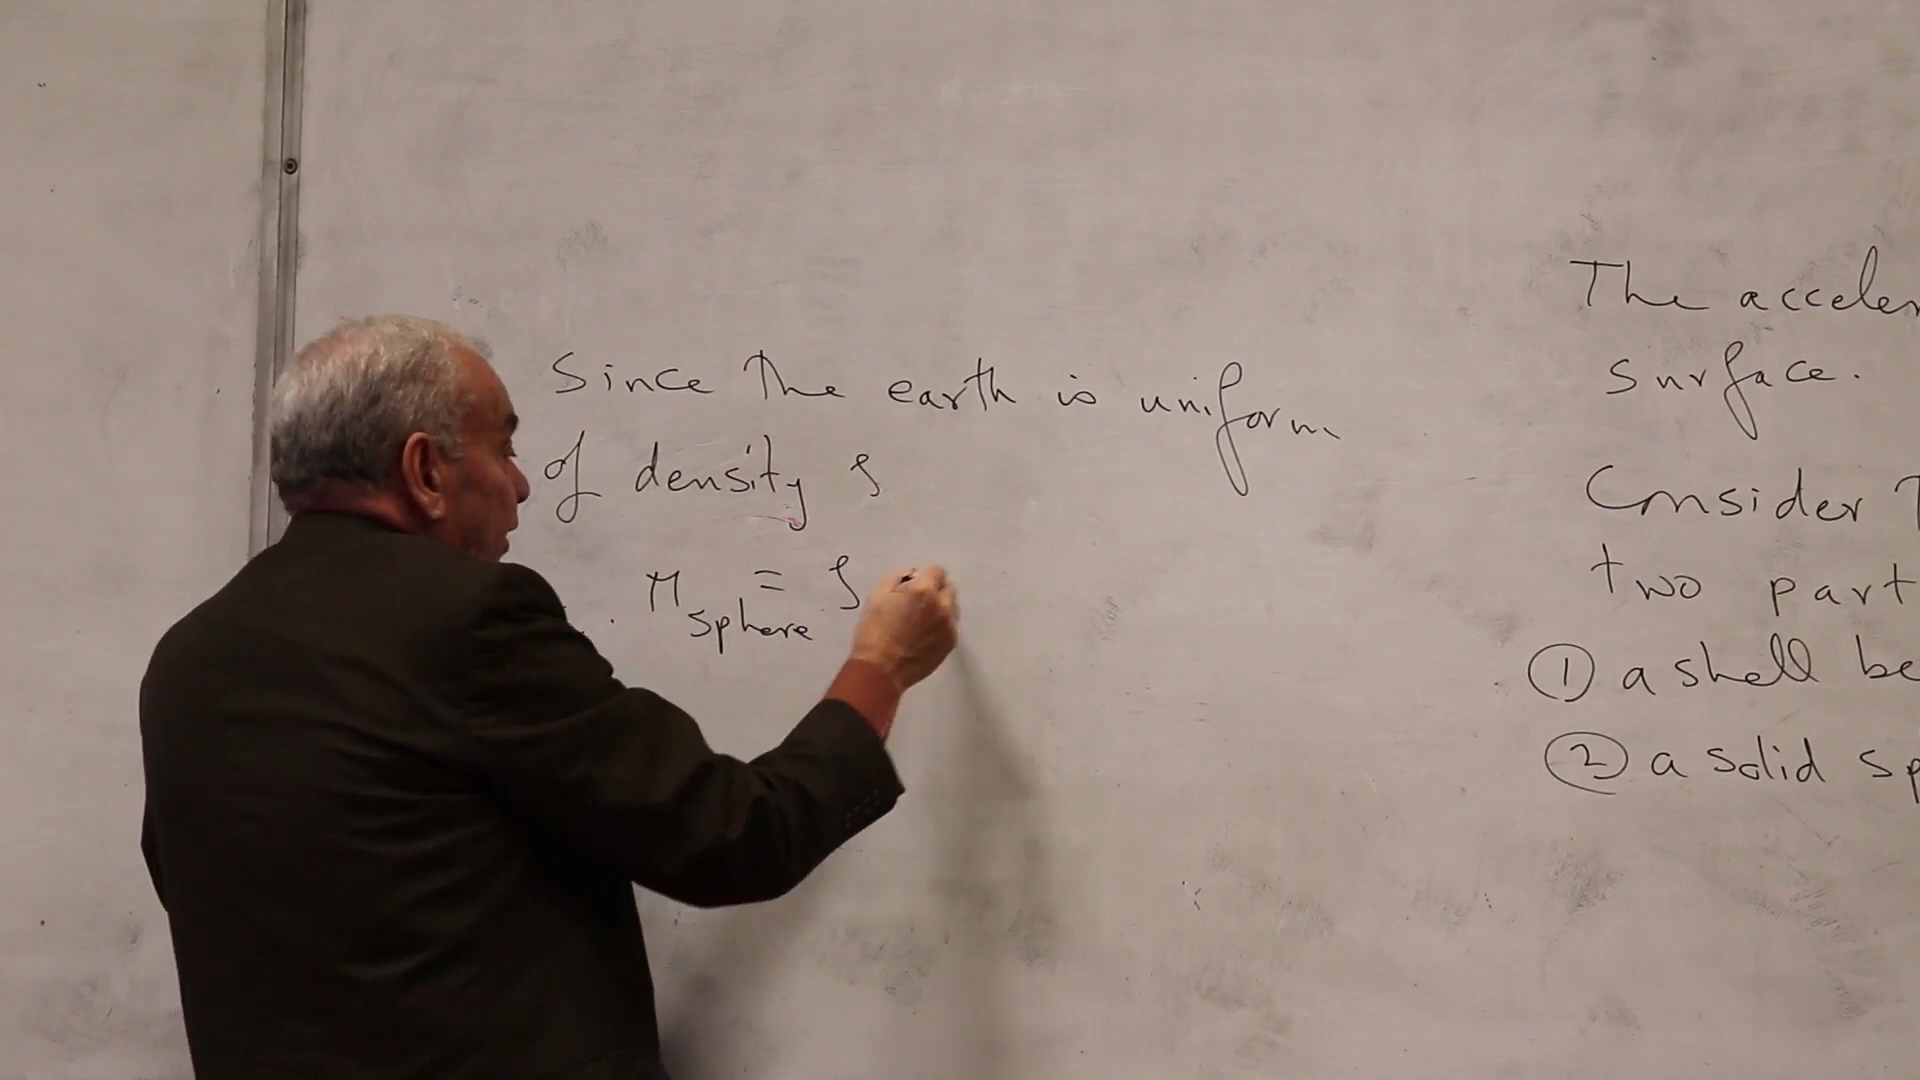 Since the earth is uniform
of density ρ
∴ M sphere = ρ
The acceler
surface.
Consider T
two part
① a shell be
② a solid sp